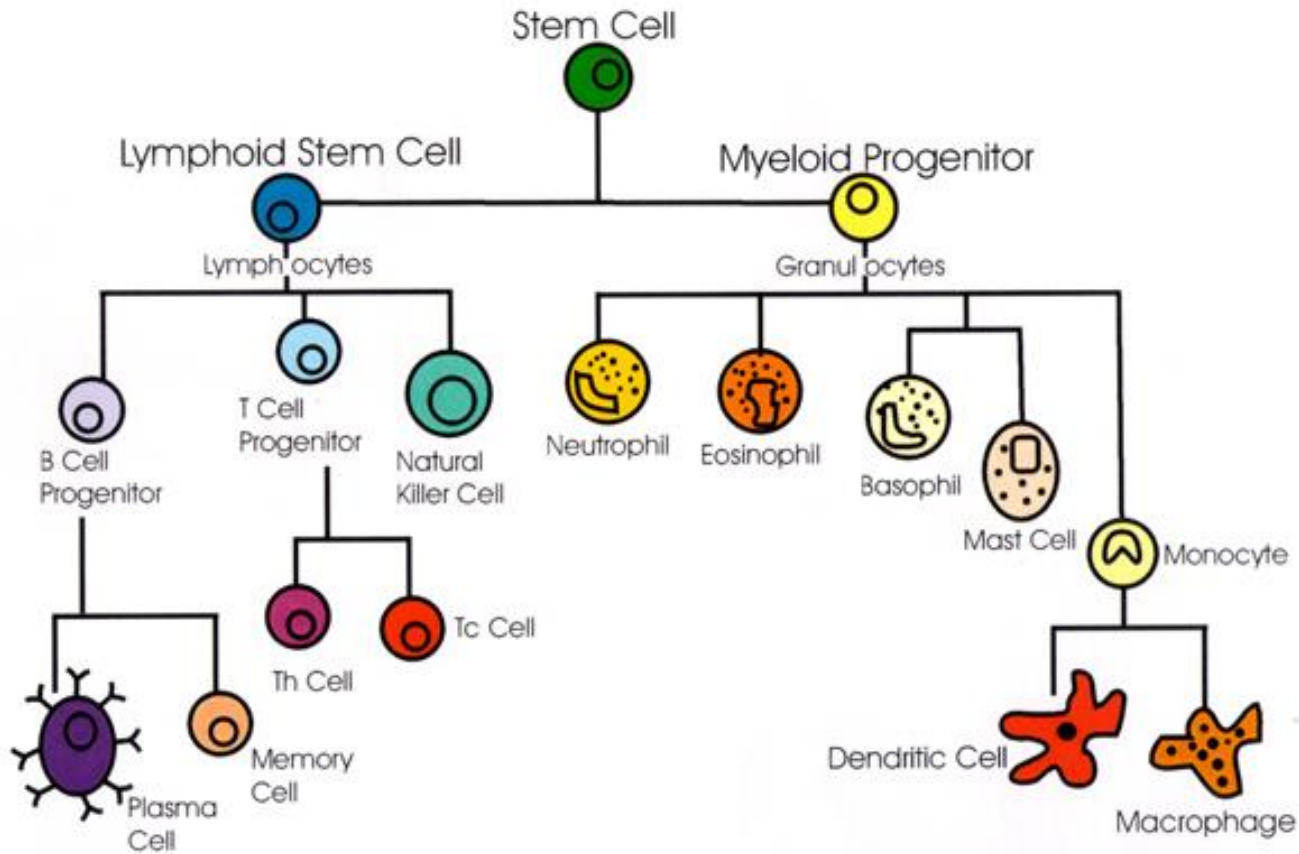 Stem Cell
Lymphoid Stem Cell
Myeloid Progenitor
Lymph ocytes
Granul ocytes
B Cell
Progenitor
T Cell
Progenitor
Natural
Killer Cell
Neutrophil
Eosinophil
Basophil
Mast Cell
Monocyte
Th Cell
Tc Cell
Plasma
Cell
Memory
Cell
Dendritic Cell
Macrophage